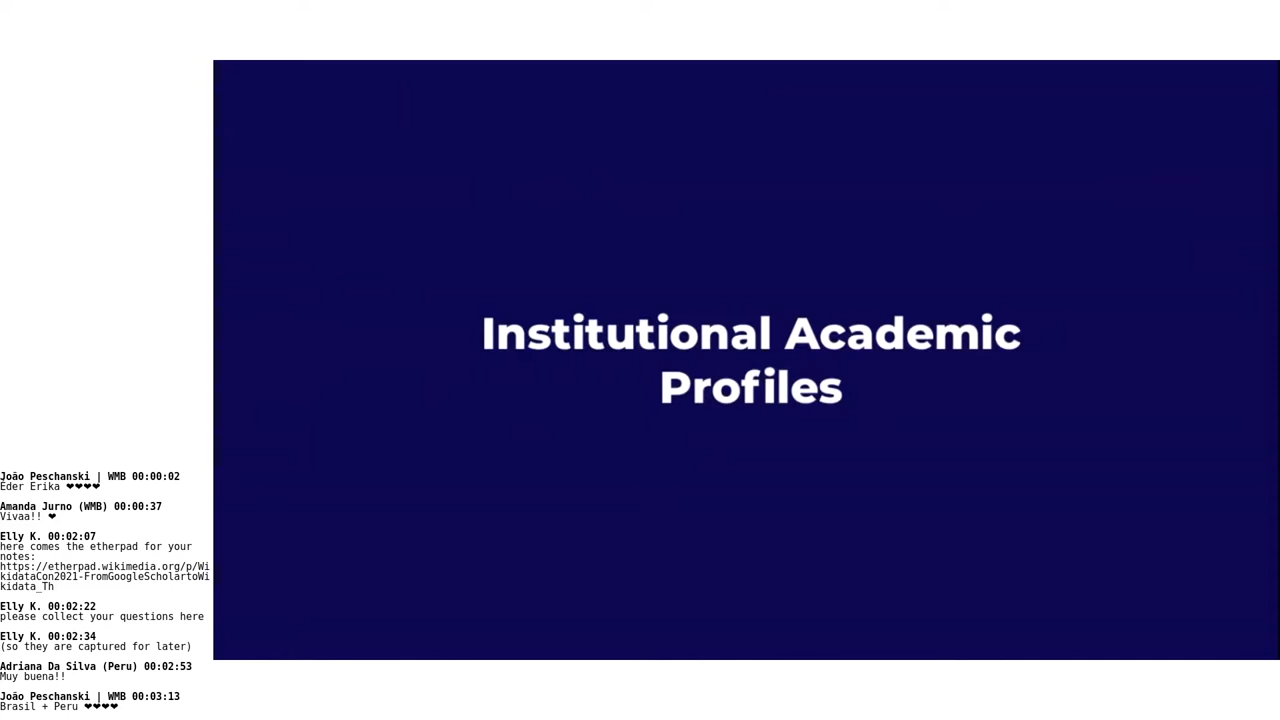 Institutional Academic
Profiles
João Peschanski | WMB 00:00:02
Éder Erika ❤❤❤❤
Amanda Jurno (WMB) 00:00:37
Vivaa!! ❤
Elly K. 00:02:07
here comes the etherpad for your
notes:
https://etherpad.wikimedia.org/p/Wi
kidataCon2021-FromGoogleScholartoWi
kidata_Th
Elly K. 00:02:22
please collect your questions here
Elly K. 00:02:34
(so they are captured for later)
Adriana Da Silva (Peru) 00:02:53
Muy buena!!
João Peschanski | WMB 00:03:13
Brasil + Peru ❤❤❤❤